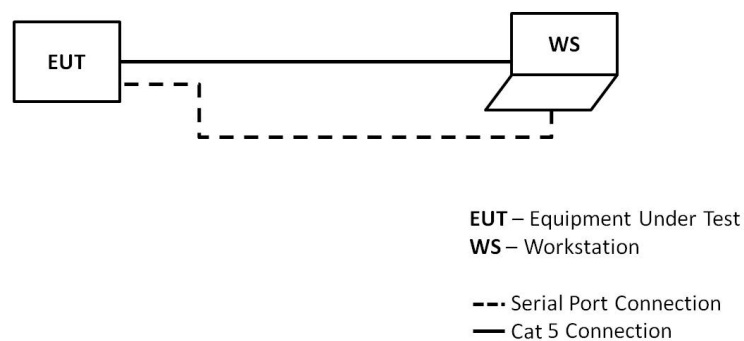 EUT
WS
EUT – Equipment Under Test
WS – Workstation
Serial Port Connection
Cat 5 Connection